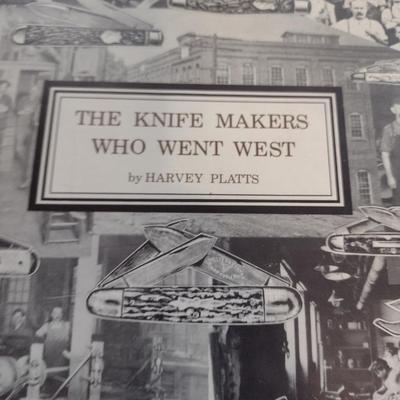 THE KNIFE MAKERS
WHO WENT WEST
by HARVEY PLATTS